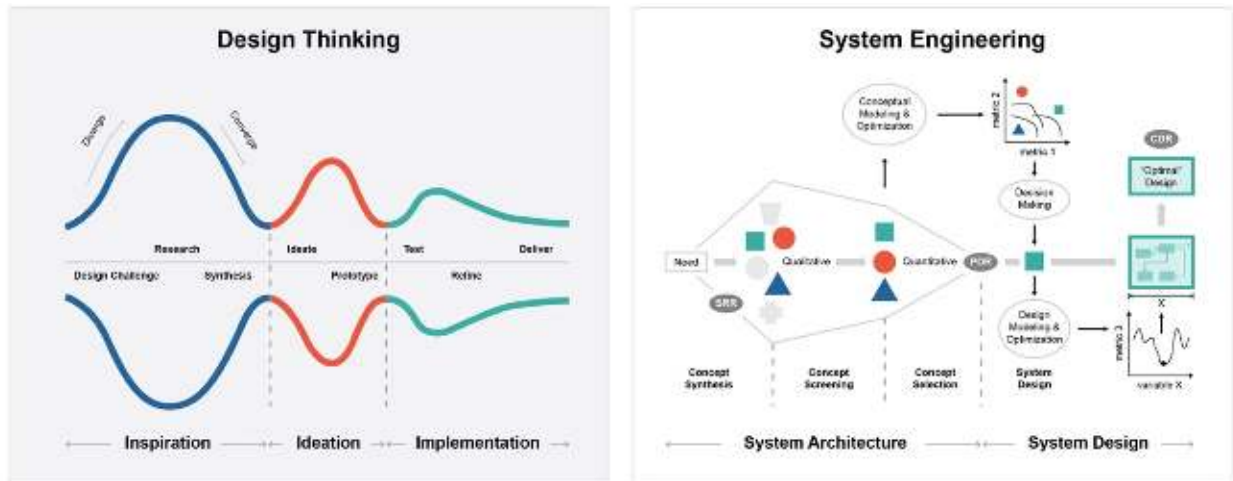 Design Thinking
Diverge
Converge
Research
Ideate
Test
Deliver
Design Challenge
Synthesis
Prototype
Refine
Inspiration
Ideation
Implementation
System Engineering
Conceptual
Modeling &
Optimization
metric 2
metric 1
CDR
"Optimal"
Design
Decision
Making
Need
Qualitative
Quantitative
PDR
SRR
X
Design
Modeling &
Optimization
metric 3
variable X
Concept
Synthesis
Concept
Screening
Concept
Selection
System
Design
System Architecture
System Design